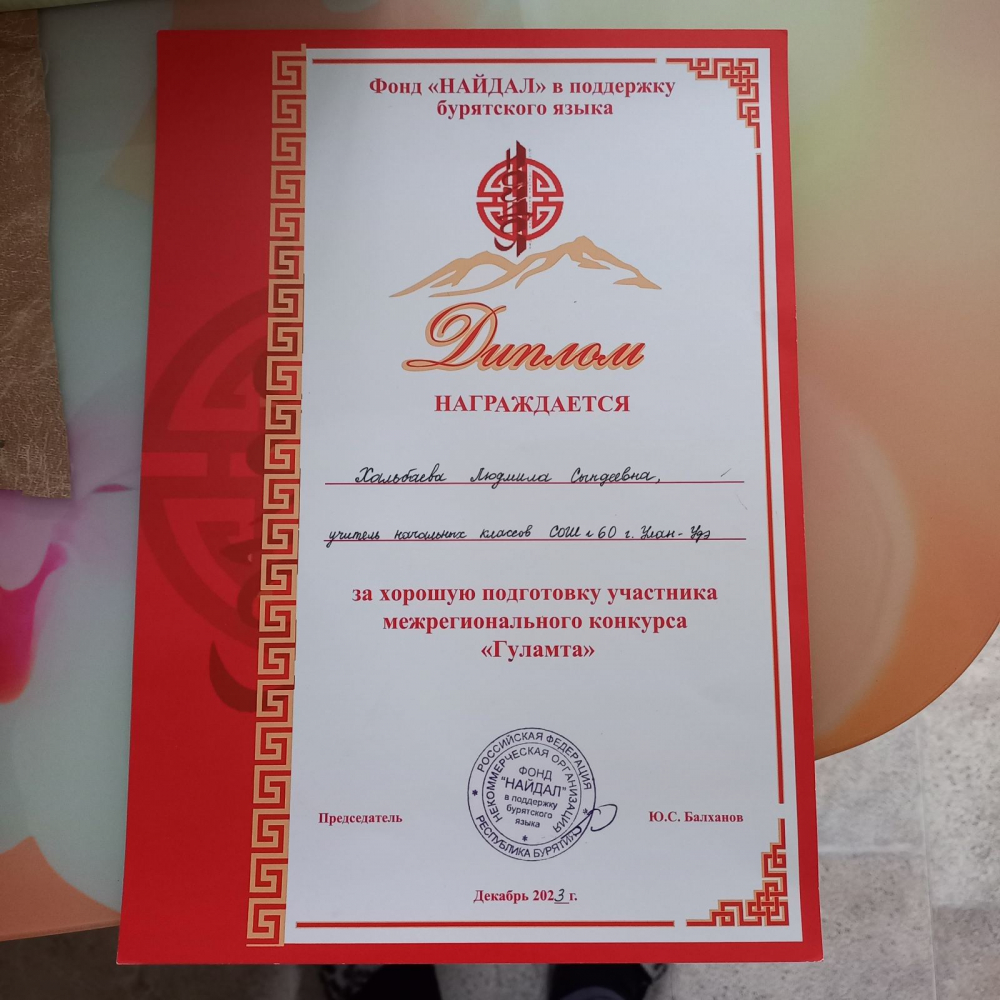 Фонд «НАЙДАЛ» в поддержку
бурятского языка
Диплом
НАГРАЖДАЕТСЯ
Хальбаева Людмила Сындеевна,
учитель начальных классов СОШ № 60 г. Улан-Удэ
за хорошую подготовку участника
межрегионального конкурса
«Гуламта»
РОССИЙСКАЯ ФЕДЕРАЦИЯ
НЕКОММЕРЧЕСКАЯ ОРГАНИЗАЦИЯ
ФОНД
"НАЙДАЛ"
в поддержку
бурятского
языка
РЕСПУБЛИКА БУРЯТИЯ
Председатель
Ю.С. Балханов
Декабрь 2023 г.